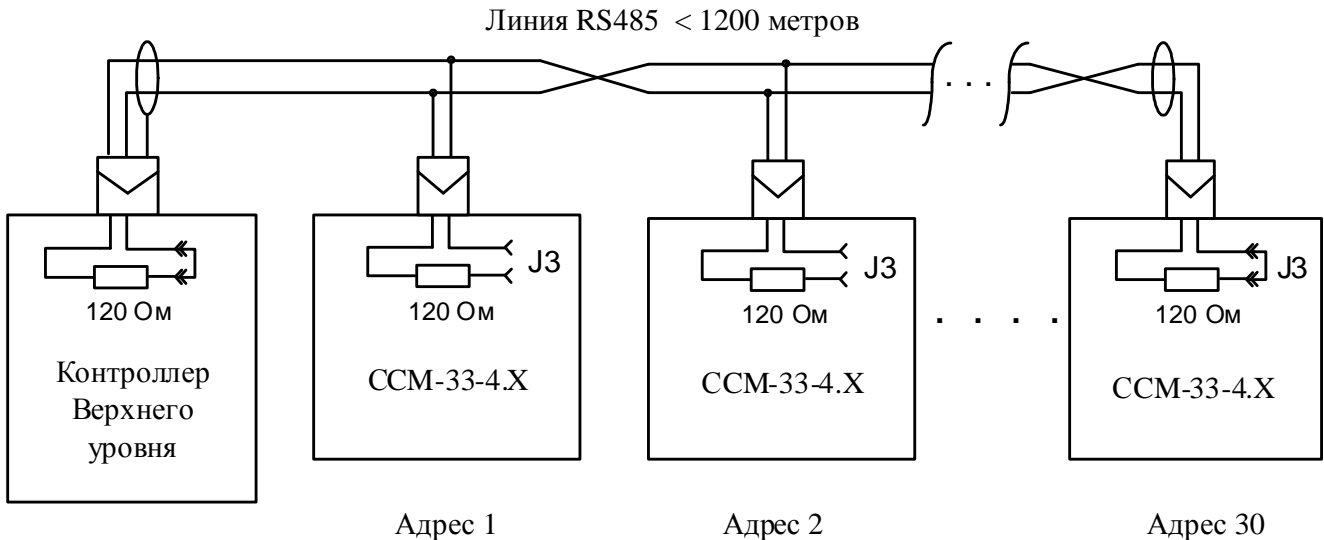 Линия RS485 < 1200 метров
. . .
J3
J3
J3
120 Ом
120 Ом
120 Ом
120 Ом
. . . .
Контроллер
Верхнего
уровня
ССМ-33-4.Х
ССМ-33-4.Х
ССМ-33-4.Х
Адрес 1
Адрес 2
Адрес 30